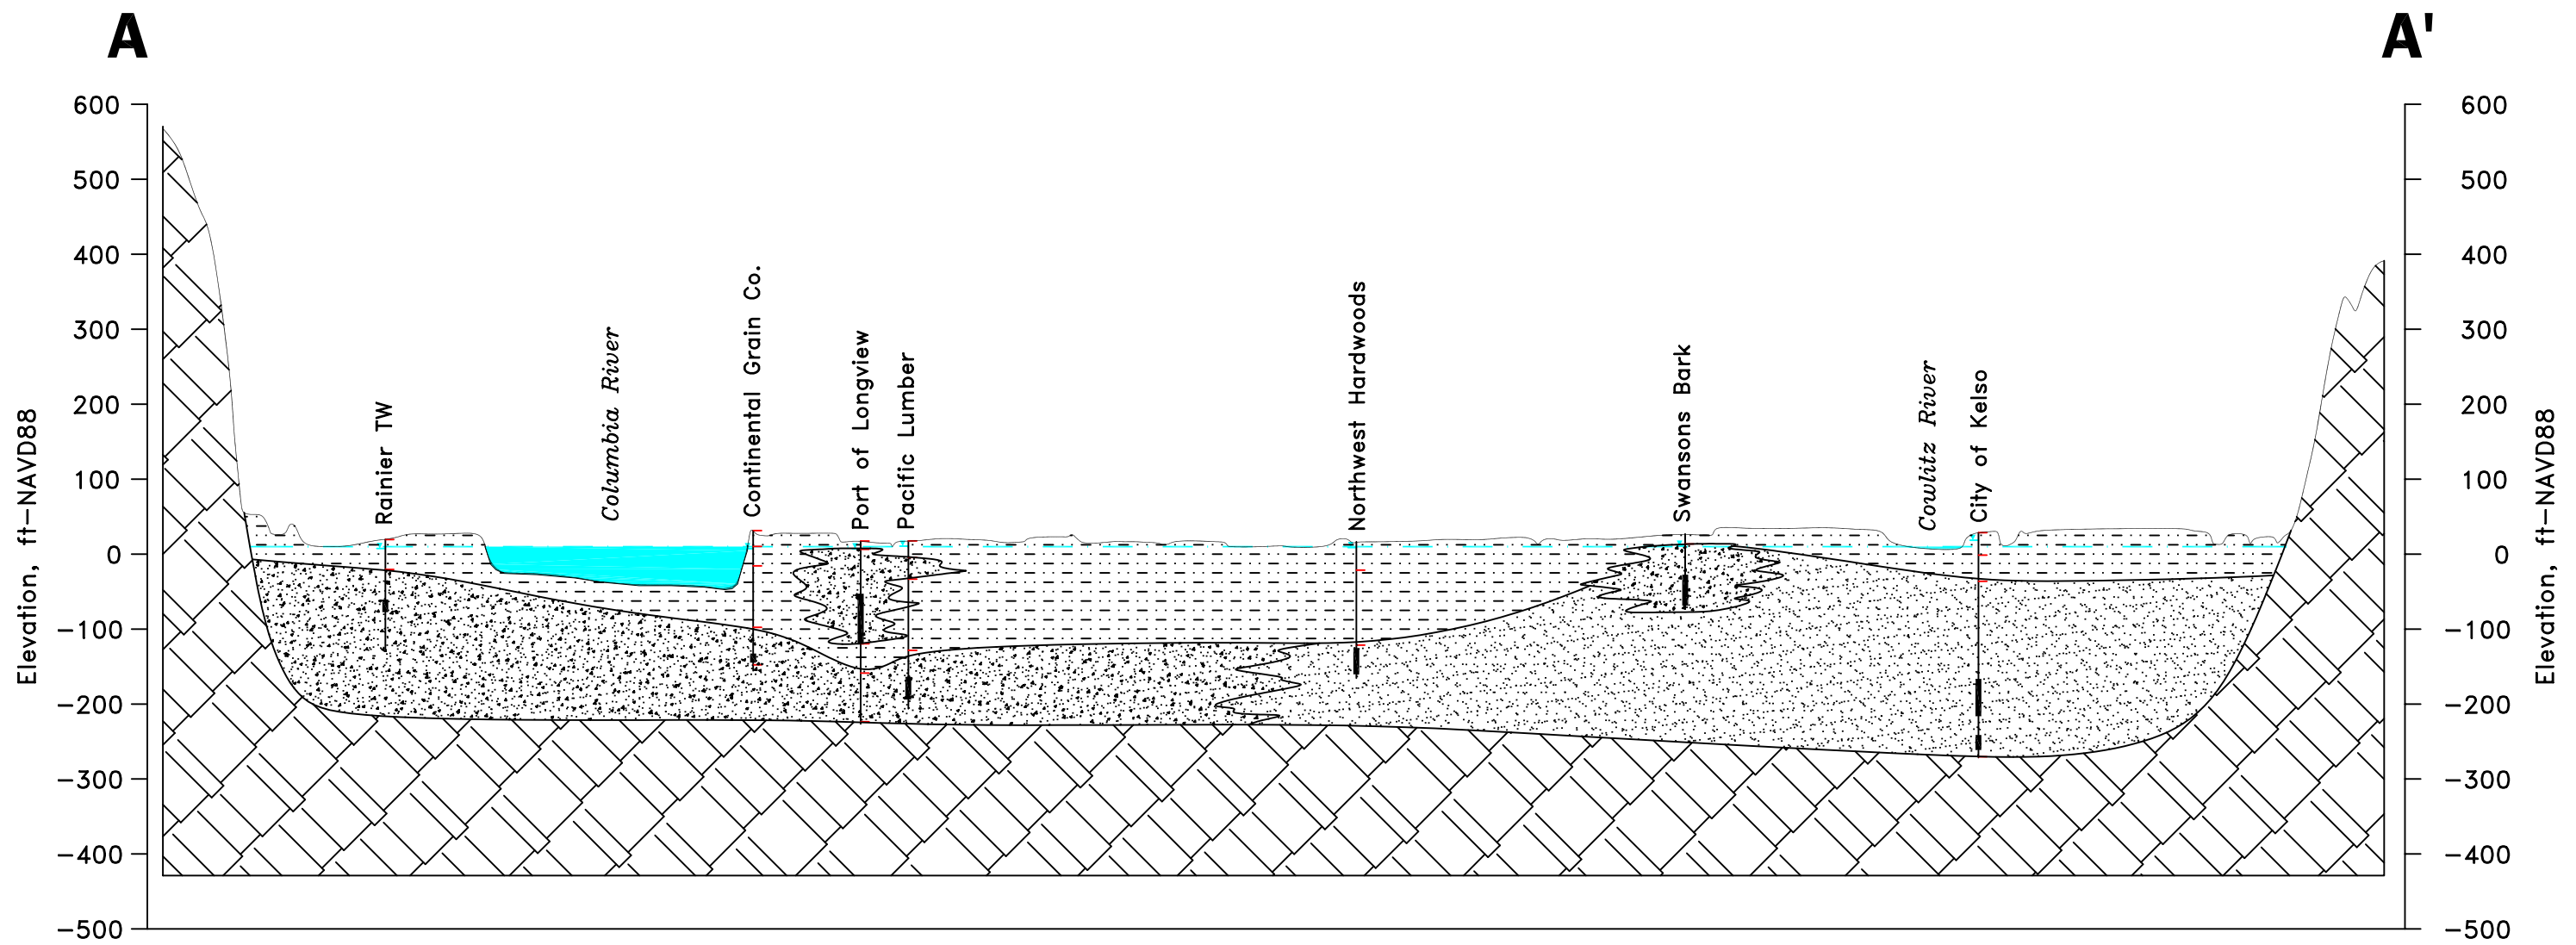 A
A'
600
500
400
300
200
100
0
−100
−200
−300
−400
−500
Elevation, ft−NAVD88
Rainier TW
Columbia River
Continental Grain Co.
Port of Longview
Pacific Lumber
Northwest Hardwoods
Swansons Bark
Cowlitz River
City of Kelso
600
500
400
300
200
100
0
−100
−200
−300
−400
−500
Elevation, ft−NAVD88